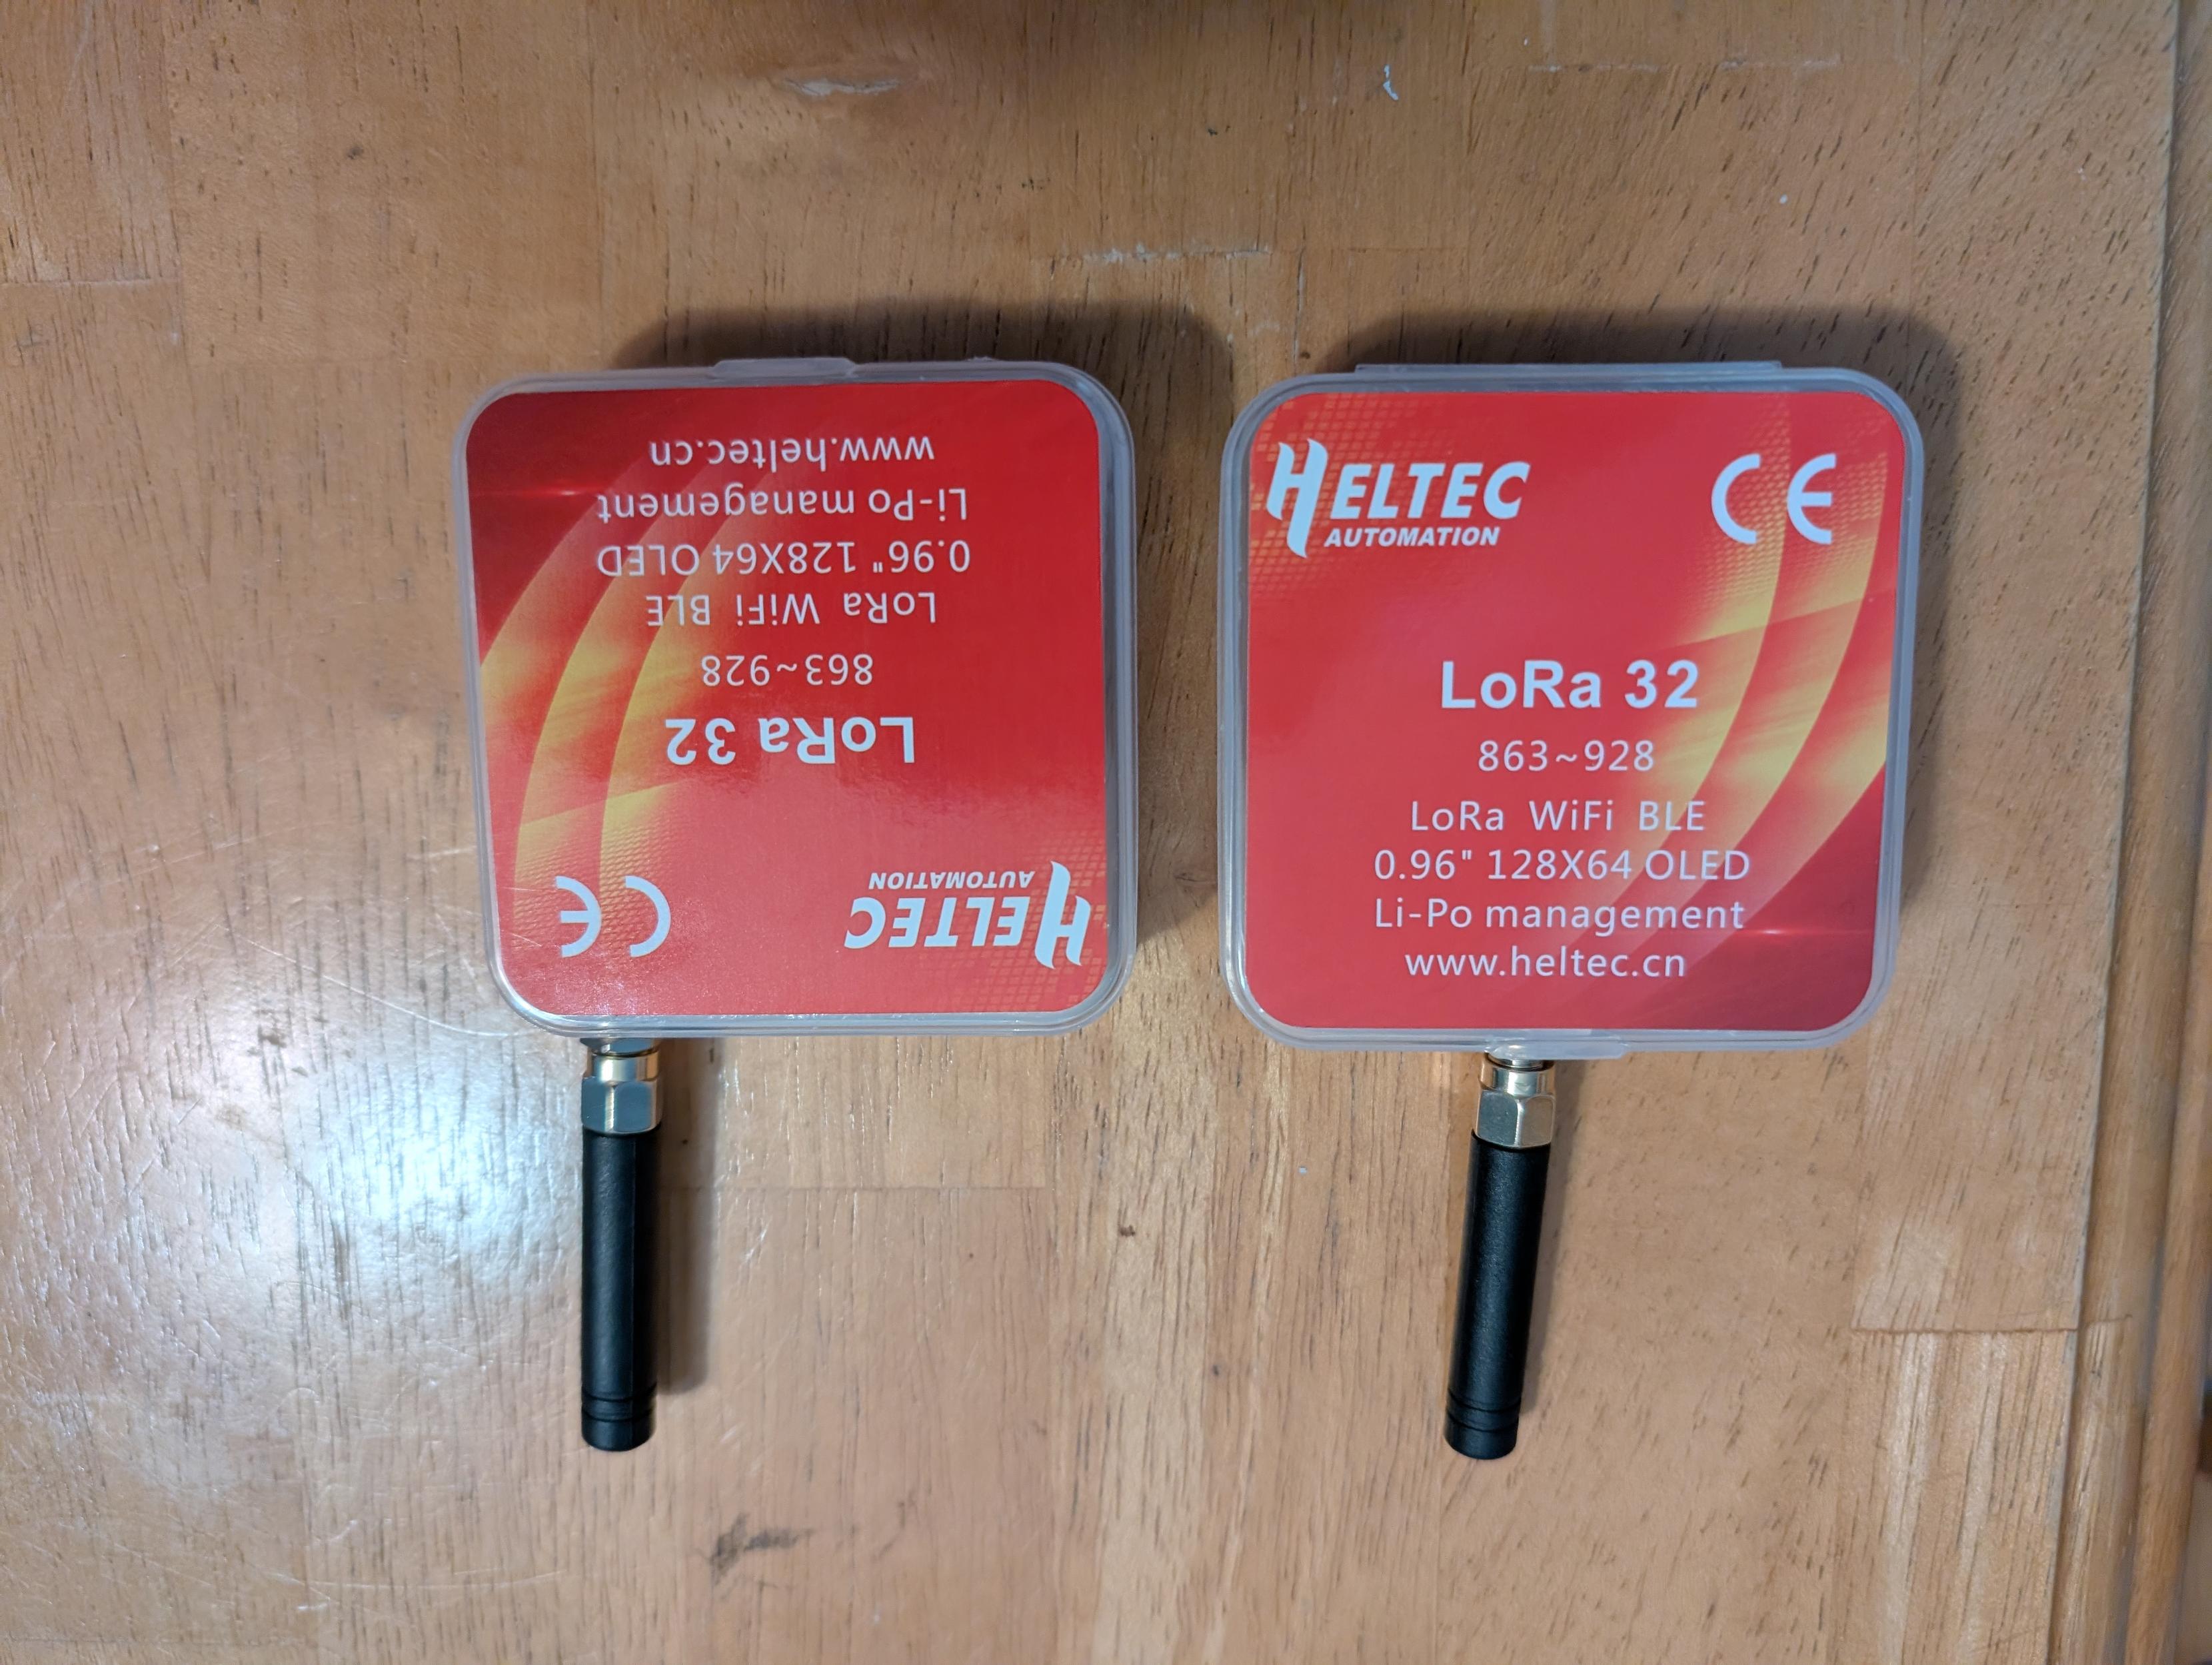 HELTEC
AUTOMATION
CE
LoRa 32
863~928
LoRa WiFi BLE
0.96" 128X64 OLED
Li-Po management
www.heltec.cn
HELTEC
AUTOMATION
CE
LoRa 32
863~928
LoRa WiFi BLE
0.96" 128X64 OLED
Li-Po management
www.heltec.cn